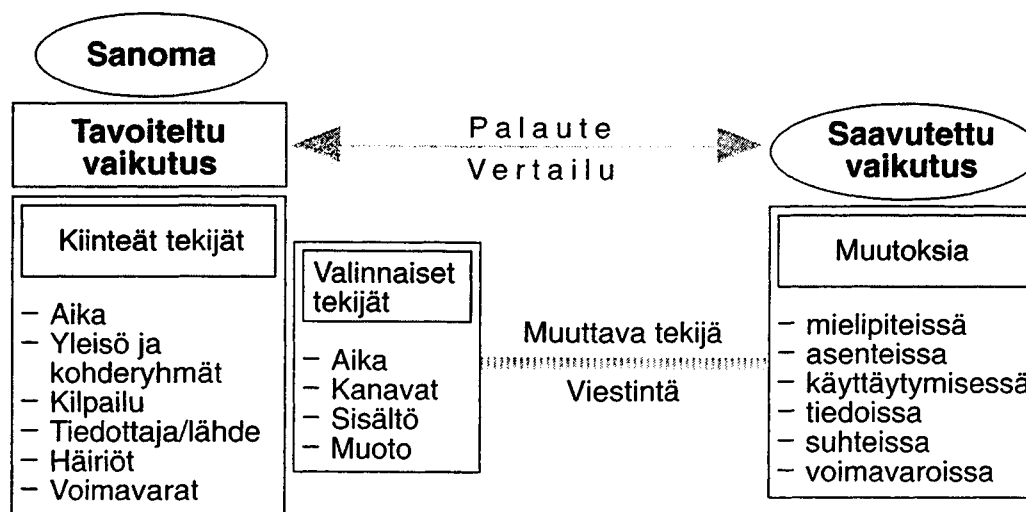 Sanoma
Tavoiteltu
vaikutus
Palaute
Vertailu
Saavutettu
vaikutus
Kiinteät tekijät
– Aika
– Yleisö ja
kohderyhmät
– Kilpailu
– Tiedottaja/lähde
– Häiriöt
– Voimavarat
Valinnaiset
tekijät
– Aika
– Kanavat
– Sisältö
– Muoto
Muuttava tekijä
Viestintä
Muutoksia
– mielipiteissä
– asenteissa
– käyttäytymisessä
– tiedoissa
– suhteissa
– voimavaroissa